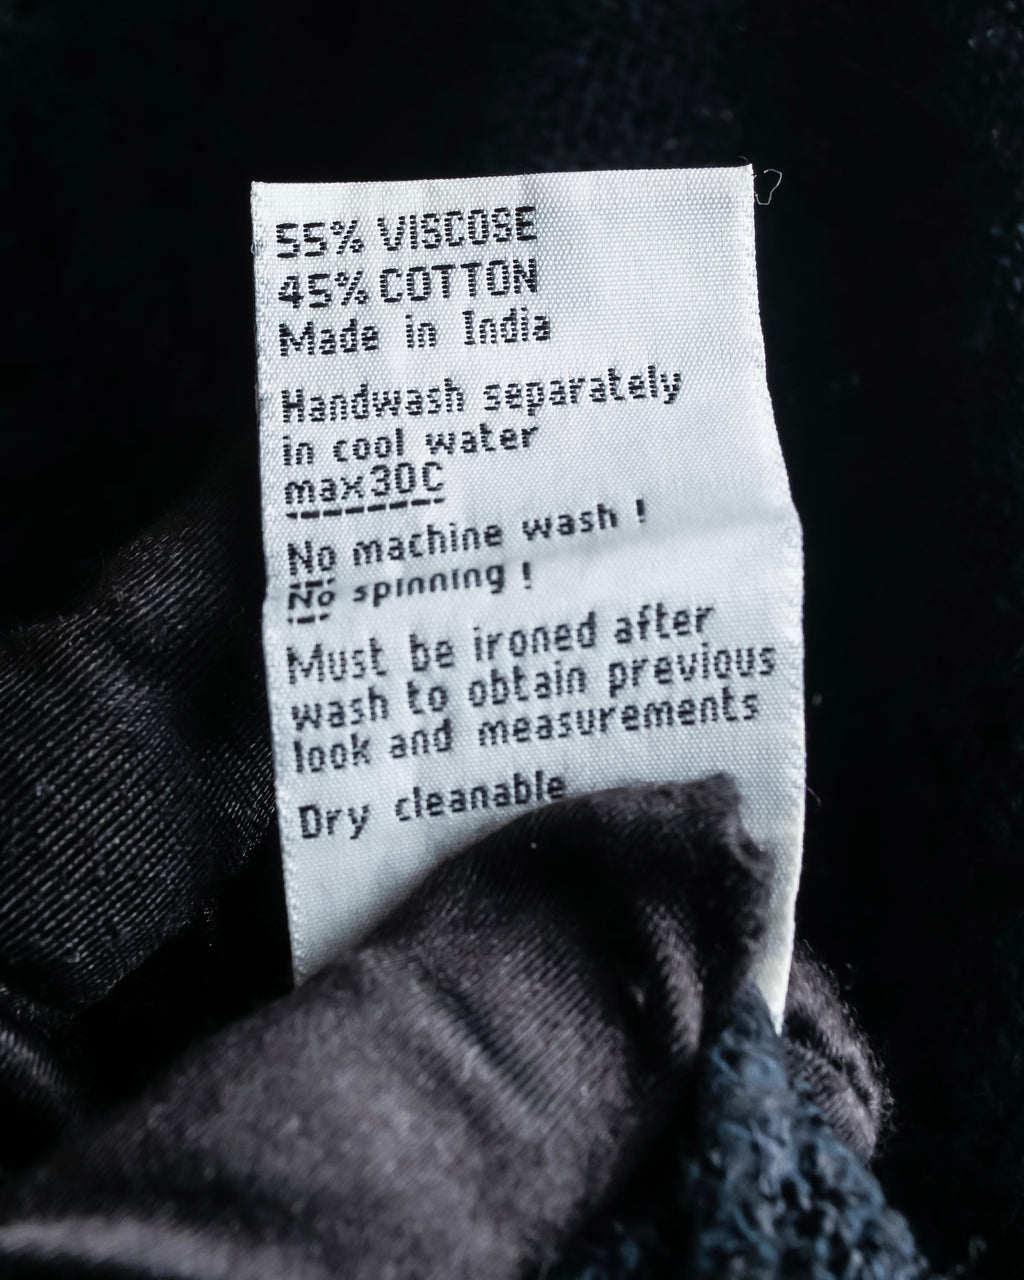 55% VISCOSE
45% COTTON
Made in India
Handwash separately
in cool water
max30C
No machine wash !
No spinning !
Must be ironed after
wash to obtain previous
look and measurements
Dry cleanable